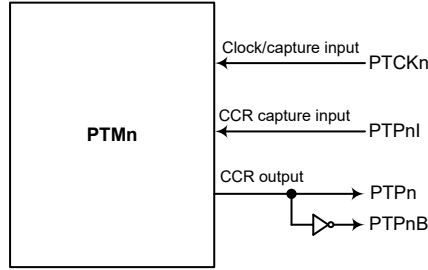 Clock/capture input
PTCKn
CCR capture input
PTPnI
PTMn
CCR output
PTPn
PTPnB